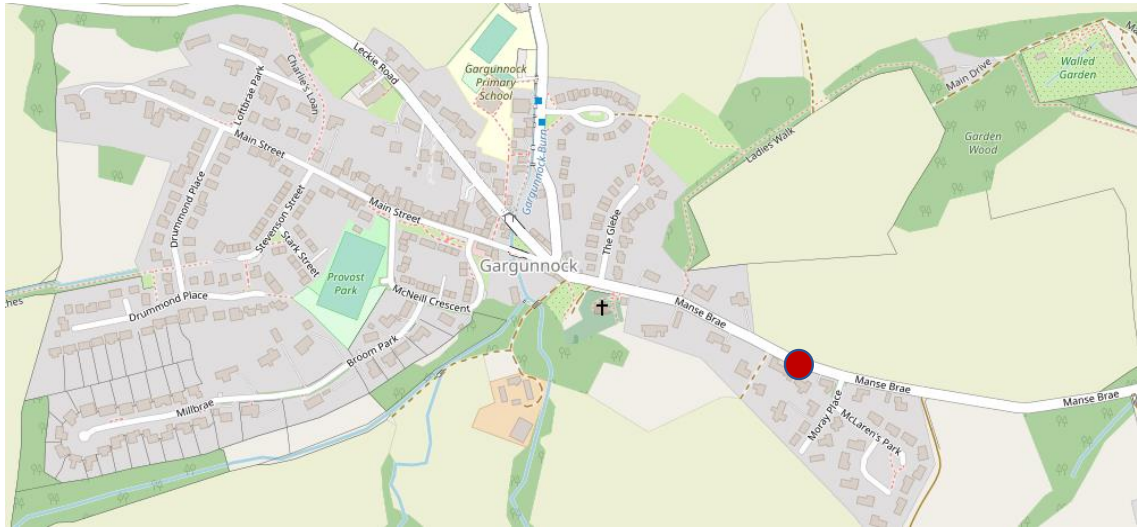 Leckie Road
Loftbrae Park
Charlie's Loan
Gargunnock
Primary
School
Main Drive
Walled
Garden
Main Street
Gargunnock Burn
Ladies Walk
Garden
Wood
Drummond Place
Stevenson Street
Main Street
The Glebe
Stark Street
Provost
Park
Gargunnock
McNeill Crescent
Drummond Place
Manse Brae
Broom Park
Millbrae
Manse Brae
Manse Brae
Moray Place
McLaren's Park